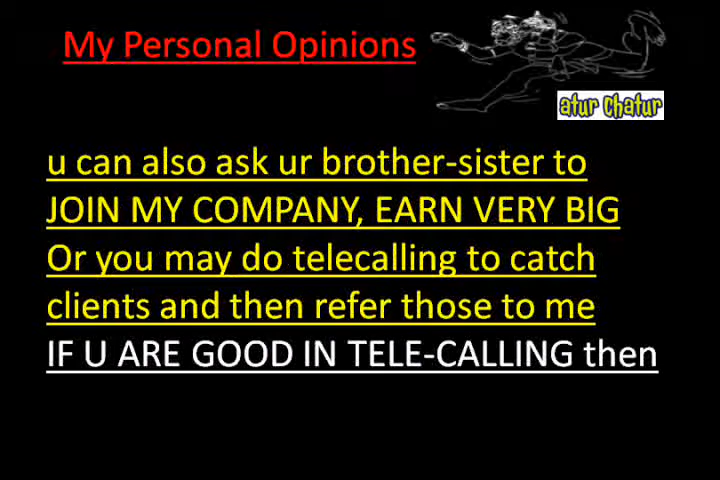 My Personal Opinions
atur chatur
u can also ask ur brother-sister to
JOIN MY COMPANY, EARN VERY BIG
Or you may do telecalling to catch
clients and then refer those to me
IF U ARE GOOD IN TELE-CALLING then